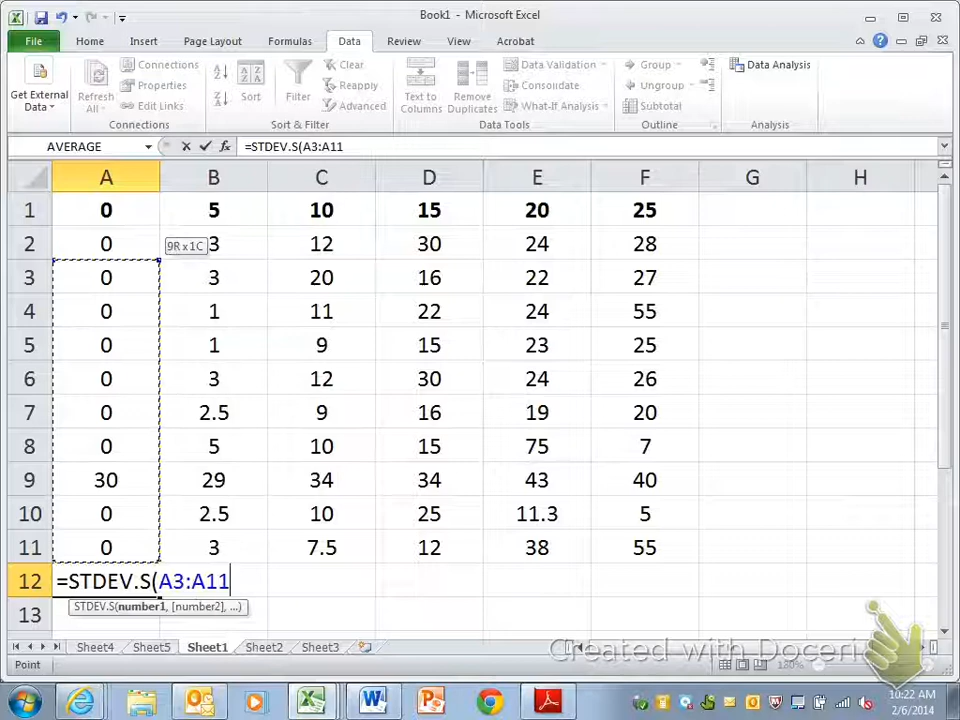 Book1 - Microsoft Excel
File Home Insert Page Layout Formulas Data Review View Acrobat
Get External Data
Refresh All
Connections
Properties
Edit Links
Connections
Sort
Filter
Clear
Reapply
Advanced
Sort & Filter
Text to Columns
Remove Duplicates
Data Validation
Consolidate
What-If Analysis
Data Tools
Group
Ungroup
Subtotal
Outline
Data Analysis
Analysis
AVERAGE =STDEV.S(A3:A11
A B C D E F G H
1 0 5 10 15 20 25
2 0 9R x 1C 3 12 30 24 28
3 0 3 20 16 22 27
4 0 1 11 22 24 55
5 0 1 9 15 23 25
6 0 3 12 30 24 26
7 0 2.5 9 16 19 20
8 0 5 10 15 75 7
9 30 29 34 34 43 40
10 0 2.5 10 25 11.3 5
11 0 3 7.5 12 38 55
12 =STDEV.S(A3:A11
STDEV.S(number1, [number2], ...)
13
Sheet4 Sheet5 Sheet1 Sheet2 Sheet3
Created with Doceri
Point 180%
10:22 AM
2/6/2014